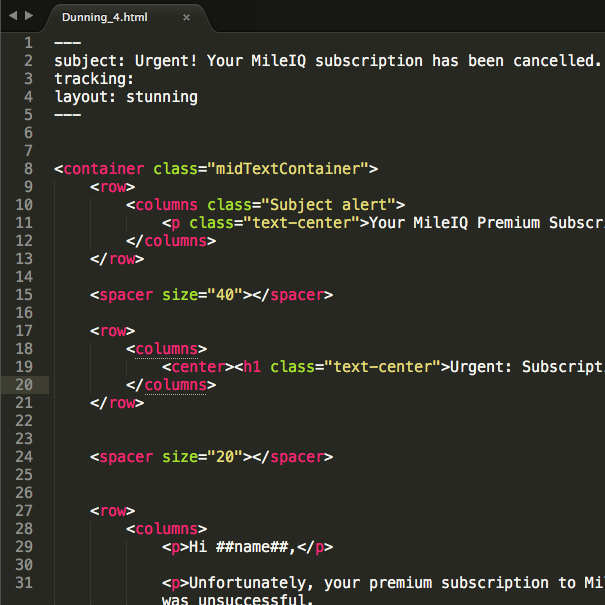 Dunning_4.html
1 ---
2 subject: Urgent! Your MileIQ subscription has been cancelled.
3 tracking:
4 layout: stunning
5 ---
6
7
8 <container class="midTextContainer">
9 <row>
10 <columns class="Subject alert">
11 <p class="text-center">Your MileIQ Premium Subscri
12 </columns>
13 </row>
14
15 <spacer size="40"></spacer>
16
17 <row>
18 <columns>
19 <center><h1 class="text-center">Urgent: Subscripti
20 </columns>
21 </row>
22
23
24 <spacer size="20"></spacer>
25
26
27 <row>
28 <columns>
29 <p>Hi ##name##,</p>
30
31 <p>Unfortunately, your premium subscription to Mil
was unsuccessful.